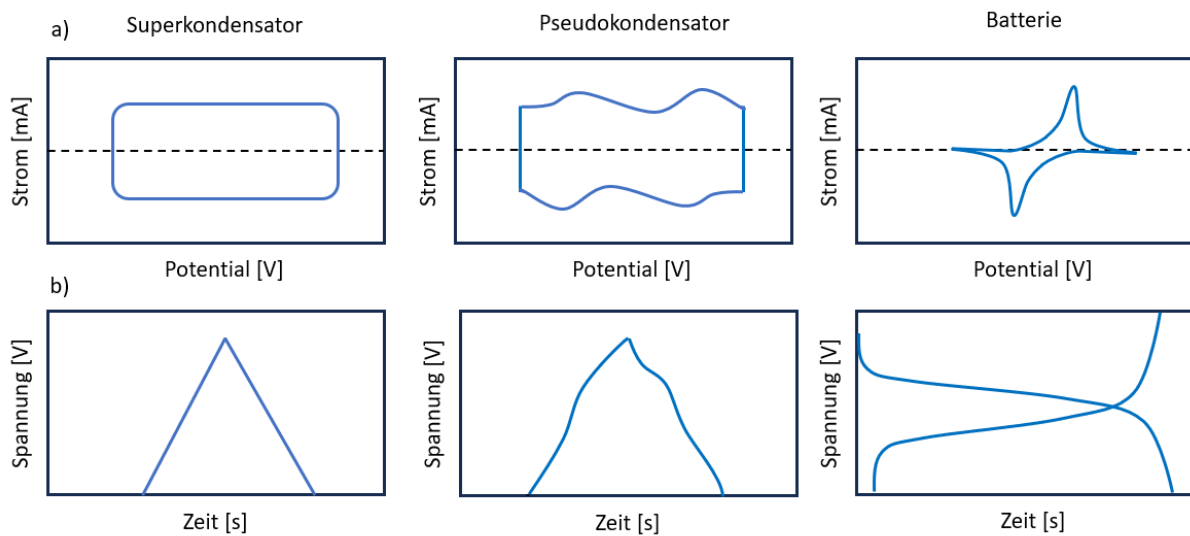 a)
Superkondensator
Pseudokondensator
Batterie
Strom [mA]
Strom [mA]
Strom [mA]
Potential [V]
Potential [V]
Potential [V]
b)
Spannung [V]
Spannung [V]
Spannung [V]
Zeit [s]
Zeit [s]
Zeit [s]